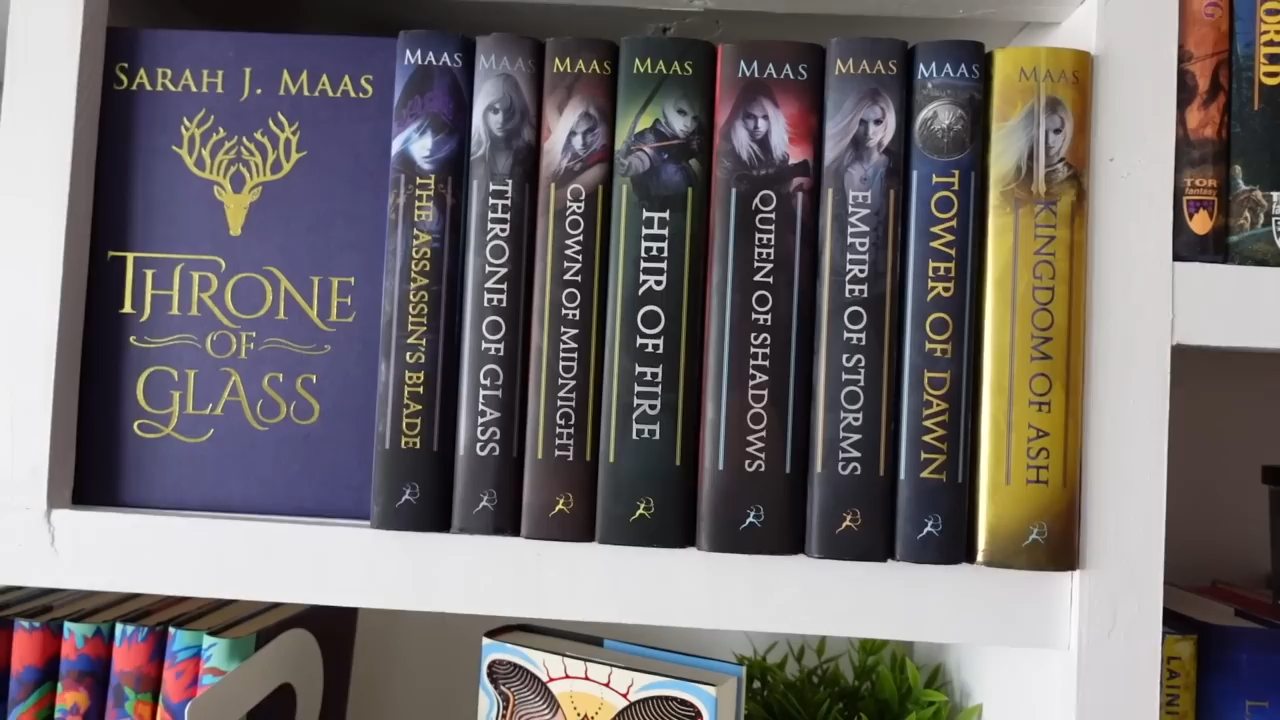 SARAH J. MAAS
THRONE
OF
GLASS
MAAS
THE ASSASSIN'S BLADE
MAAS
THRONE OF GLASS
MAAS
CROWN OF MIDNIGHT
MAAS
HEIR OF FIRE
MAAS
QUEEN OF SHADOWS
MAAS
EMPIRE OF STORMS
MAAS
TOWER OF DAWN
MAAS
KINGDOM OF ASH
TOR
fantasy
LAINI